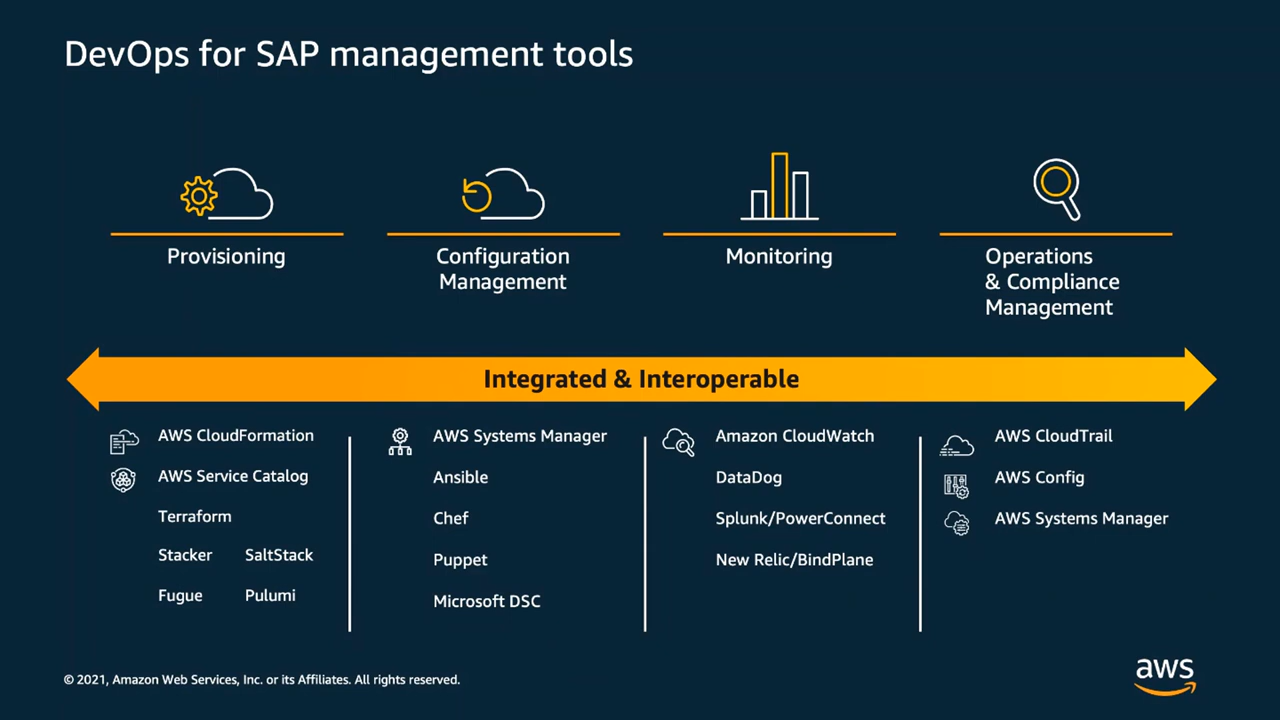 DevOps for SAP management tools
Provisioning
Configuration
Management
Monitoring
Operations
& Compliance
Management
Integrated & Interoperable
AWS CloudFormation
AWS Service Catalog
Terraform
Stacker SaltStack
Fugue Pulumi
AWS Systems Manager
Ansible
Chef
Puppet
Microsoft DSC
Amazon CloudWatch
DataDog
Splunk/PowerConnect
New Relic/BindPlane
AWS CloudTrail
AWS Config
AWS Systems Manager
© 2021, Amazon Web Services, Inc. or its Affiliates. All rights reserved.
aws